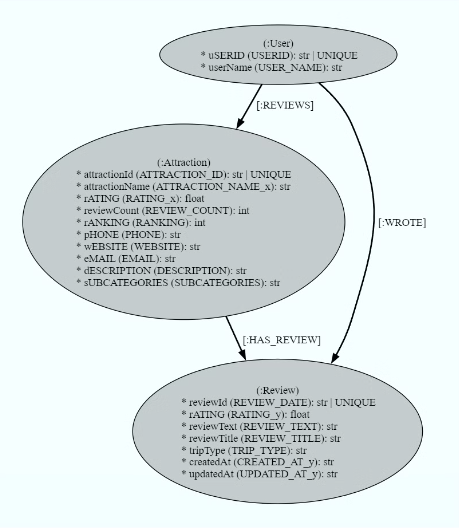 (:User)
* uSERID (USERID): str | UNIQUE
* userName (USER_NAME): str
[:REVIEWS]
(:Attraction)
* attractionId (ATTRACTION_ID): str | UNIQUE
* attractionName (ATTRACTION_NAME_x): str
* rATING (RATING_x): float
* reviewCount (REVIEW_COUNT): int
* rANKING (RANKING): int
* pHONE (PHONE): str
* wEBSITE (WEBSITE): str
* eMAIL (EMAIL): str
* dESCRIPTION (DESCRIPTION): str
* sUBCATEGORIES (SUBCATEGORIES): str
[:WROTE]
[:HAS_REVIEW]
(:Review)
* reviewId (REVIEW_DATE): str | UNIQUE
* rATING (RATING_y): float
* reviewText (REVIEW_TEXT): str
* reviewTitle (REVIEW_TITLE): str
* tripType (TRIP_TYPE): str
* createdAt (CREATED_AT_y): str
* updatedAt (UPDATED_AT_y): str